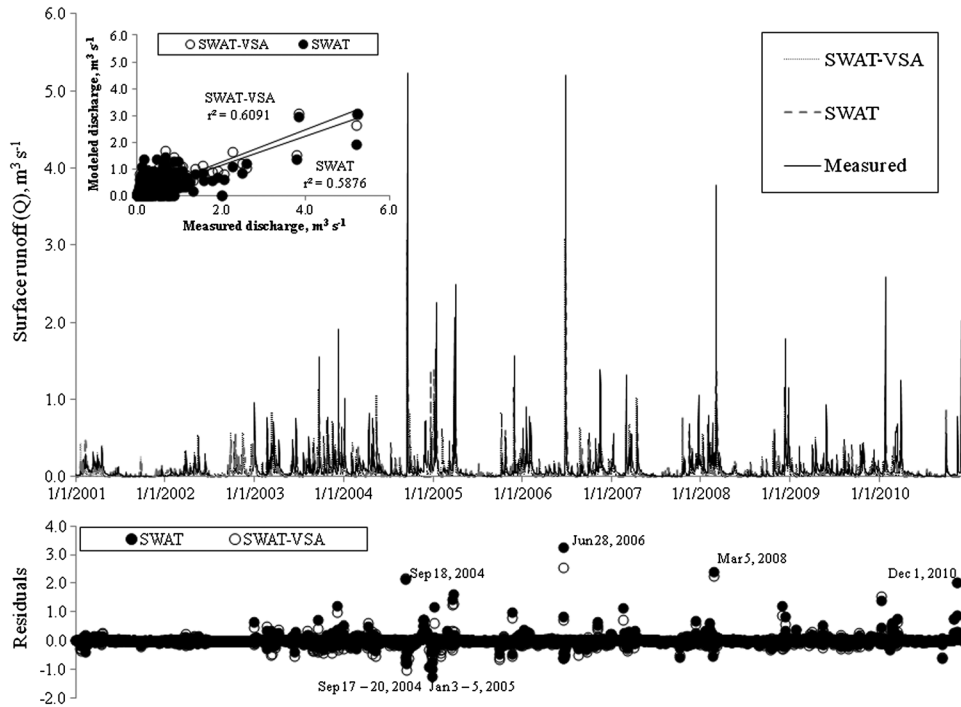 6.0
5.0
4.0
3.0
2.0
1.0
0.0
Surface runoff (Q), m³ s⁻¹
1/1/2001 1/1/2002 1/1/2003 1/1/2004 1/1/2005 1/1/2006 1/1/2007 1/1/2008 1/1/2009 1/1/2010
SWAT-VSA SWAT
6.0
5.0
4.0
3.0
2.0
1.0
0.0
Modeled discharge, m³ s⁻¹
SWAT-VSA
r² = 0.6091
SWAT
r² = 0.5876
0.0 2.0 4.0 6.0
Measured discharge, m³ s⁻¹
SWAT-VSA
SWAT
Measured
SWAT SWAT-VSA
4.0
3.0
2.0
1.0
0.0
-1.0
-2.0
Residuals
Sep 18, 2004
Jun 28, 2006
Mar 5, 2008
Dec 1, 2010
Sep 17 – 20, 2004 Jan 3 – 5, 2005